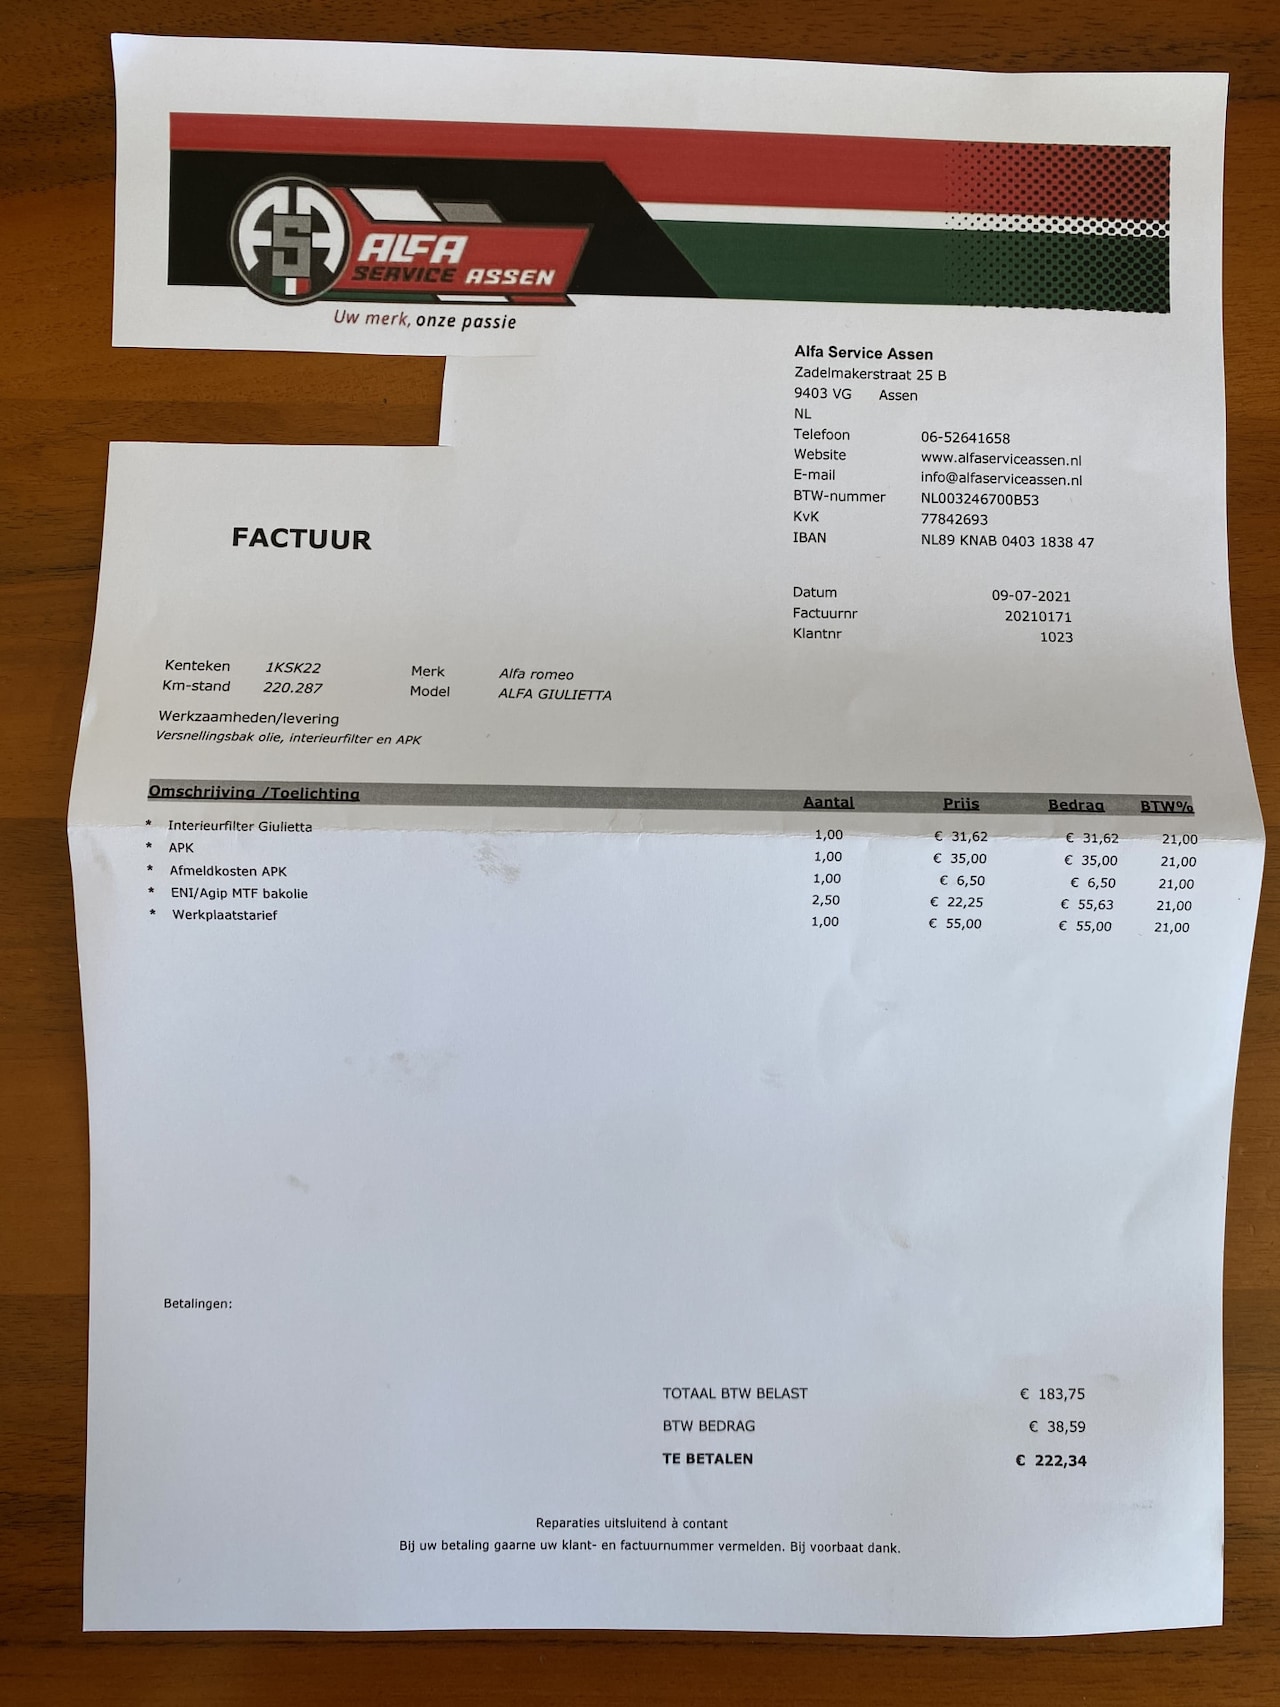 ASA
ALFA
SERVICE ASSEN
Uw merk, onze passie
Alfa Service Assen
Zadelmakerstraat 25 B
9403 VG Assen
NL
Telefoon 06-52641658
Website www.alfaserviceassen.nl
E-mail info@alfaserviceassen.nl
BTW-nummer NL003246700B53
KvK 77842693
IBAN NL89 KNAB 0403 1838 47
FACTUUR
Datum 09-07-2021
Factuurnr 20210171
Klantnr 1023
Kenteken 1KSK22 Merk Alfa romeo
Km-stand 220.287 Model ALFA GIULIETTA
Werkzaamheden/levering
Versnellingsbak olie, interieurfilter en APK
Omschrijving /Toelichting Aantal Prijs Bedrag BTW%
* Interieurfilter Giulietta 1,00 € 31,62 € 31,62 21,00
* APK 1,00 € 35,00 € 35,00 21,00
* Afmeldkosten APK 1,00 € 6,50 € 6,50 21,00
* ENI/Agip MTF bakolie 2,50 € 22,25 € 55,63 21,00
* Werkplaatstarief 1,00 € 55,00 € 55,00 21,00
Betalingen:
TOTAAL BTW BELAST € 183,75
BTW BEDRAG € 38,59
TE BETALEN € 222,34
Reparaties uitsluitend à contant
Bij uw betaling gaarne uw klant- en factuurnummer vermelden. Bij voorbaat dank.